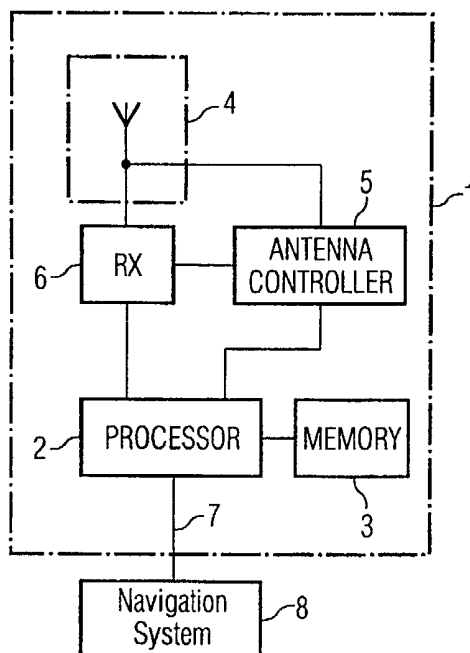 4
5
RX
ANTENNA
CONTROLLER
6
2
PROCESSOR
MEMORY
3
7
Navigation
System
8